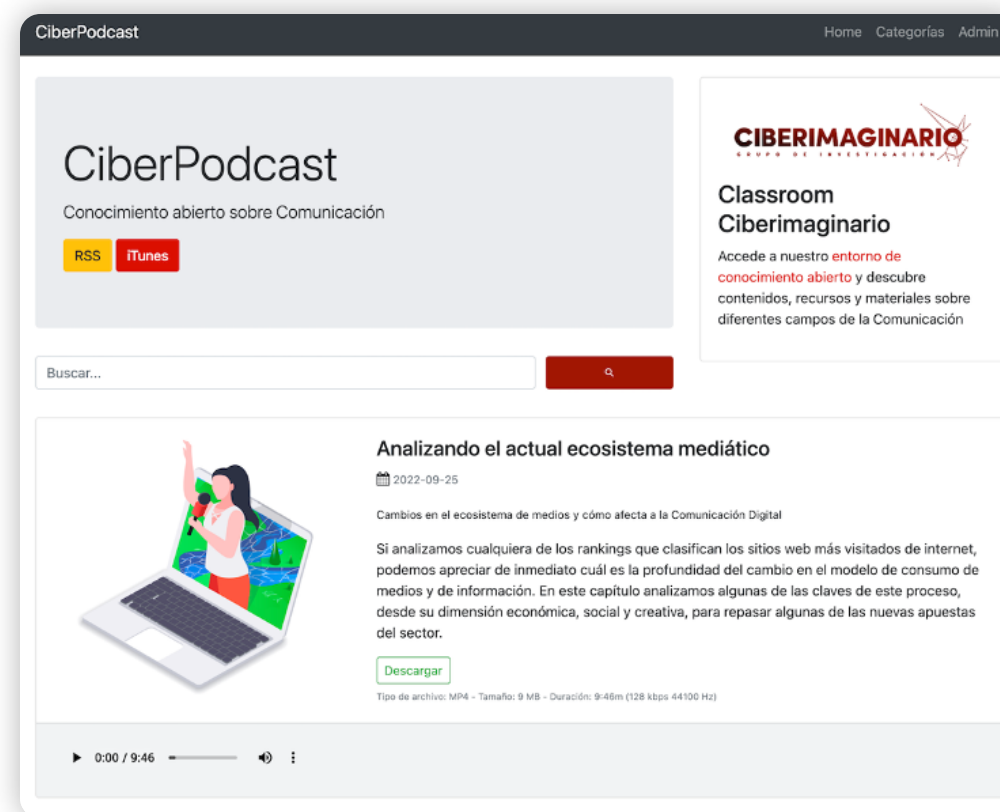 CiberPodcast
Home Categorías Admin
CiberPodcast
Conocimiento abierto sobre Comunicación
RSS iTunes
CIBERIMAGINARIO
GRUPO DE INVESTIGACIÓN
Classroom
Ciberimaginario
Accede a nuestro entorno de
conocimiento abierto y descubre
contenidos, recursos y materiales sobre
diferentes campos de la Comunicación
Buscar...
Analizando el actual ecosistema mediático
2022-09-25
Cambios en el ecosistema de medios y cómo afecta a la Comunicación Digital
Si analizamos cualquiera de los rankings que clasifican los sitios web más visitados de internet,
podemos apreciar de inmediato cuál es la profundidad del cambio en el modelo de consumo de
medios y de información. En este capítulo analizamos algunas de las claves de este proceso,
desde su dimensión económica, social y creativa, para repasar algunas de las nuevas apuestas
del sector.
Descargar
Tipo de archivo: MP4 - Tamaño: 9 MB - Duración: 9:46m (128 kbps 44100 Hz)
0:00 / 9:46